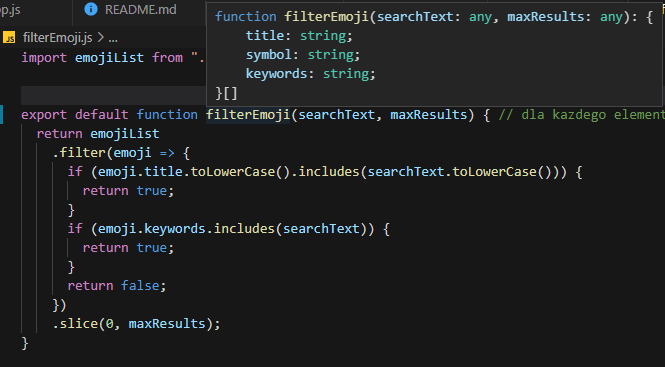 p.js README.md
function filterEmoji(searchText: any, maxResults: any): {
title: string;
symbol: string;
keywords: string;
}[]
JS filterEmoji.js > ...
import emojiList from ".
export default function filterEmoji(searchText, maxResults) { // dla kazdego element
return emojiList
.filter(emoji => {
if (emoji.title.toLowerCase().includes(searchText.toLowerCase())) {
return true;
}
if (emoji.keywords.includes(searchText)) {
return true;
}
return false;
})
.slice(0, maxResults);
}